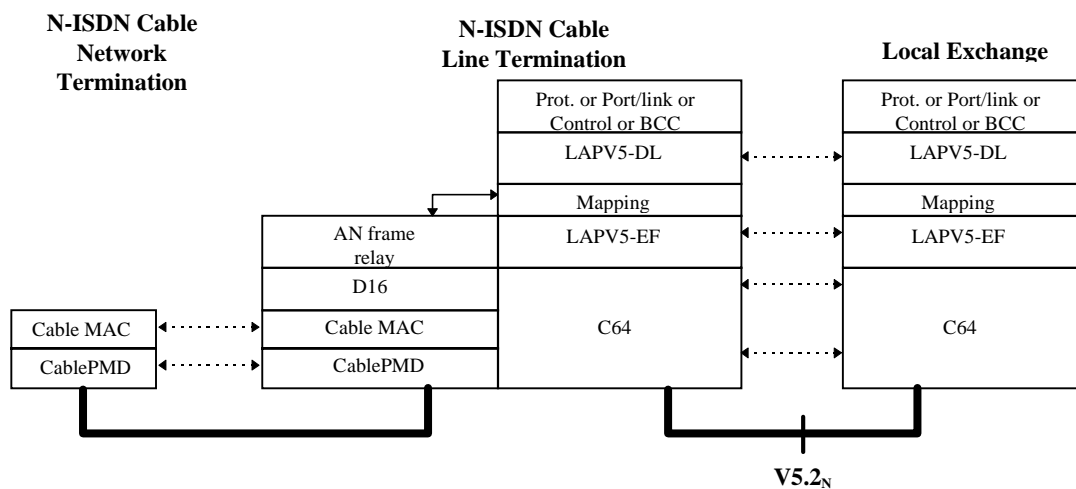 N-ISDN Cable
Network
Termination
N-ISDN Cable
Line Termination
Local Exchange
Prot. or Port/link or
Control or BCC
Prot. or Port/link or
Control or BCC
LAPV5-DL
LAPV5-DL
Mapping
Mapping
AN frame
relay
LAPV5-EF
LAPV5-EF
D16
Cable MAC
Cable MAC
C64
C64
CablePMD
CablePMD
V5.2N